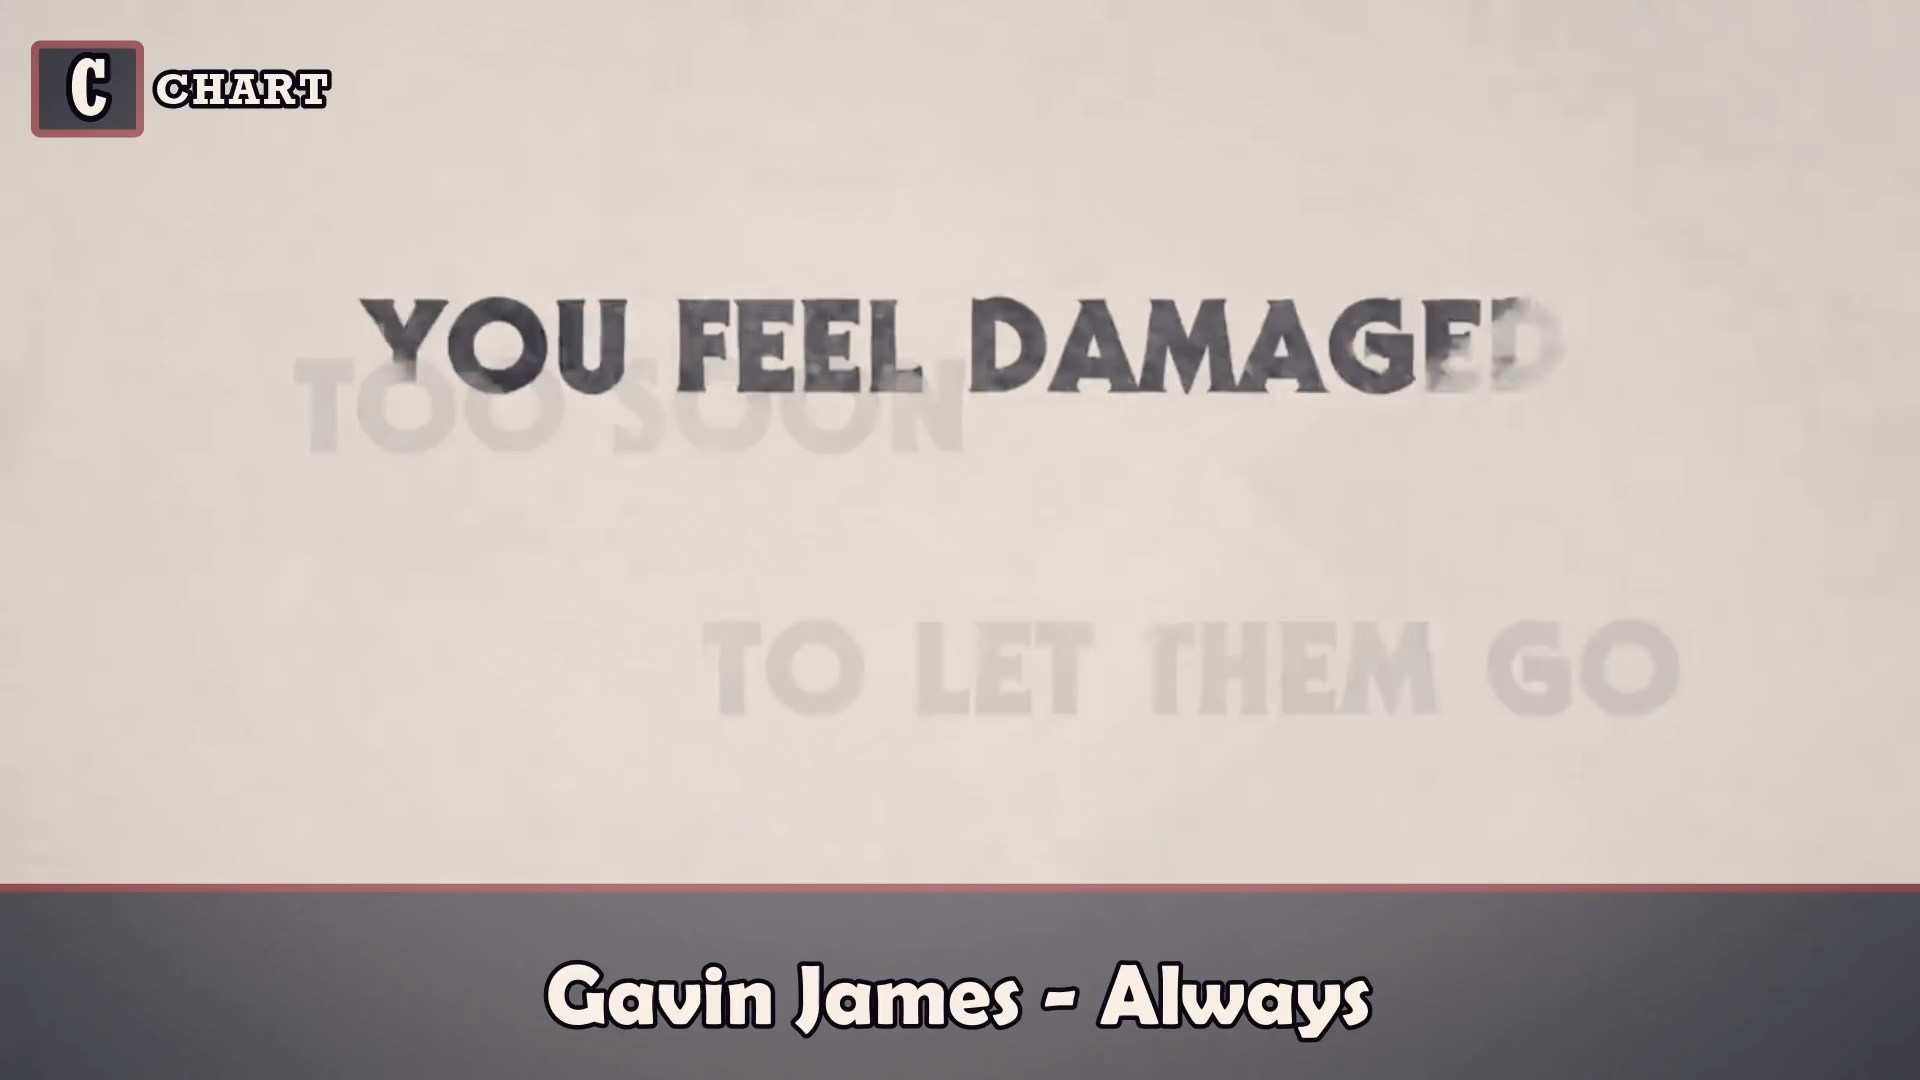 C CHART
YOU FEEL DAMAGED
TOO SOON
TO LET THEM GO
Gavin James - Always